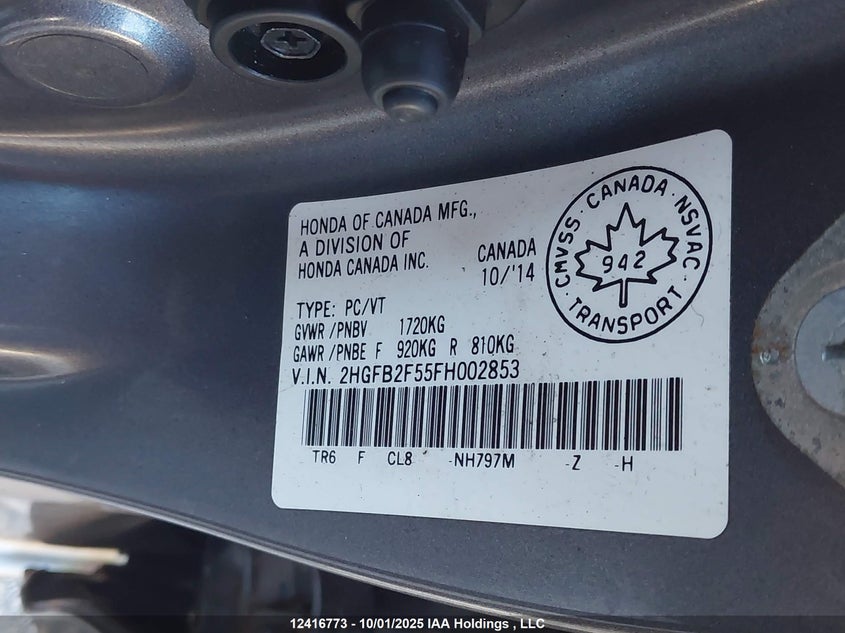 HONDA OF CANADA MFG.,
A DIVISION OF
HONDA CANADA INC.
CANADA
10/'14
CMVSS · CANADA · NSVAC · TRANSPORT ·
942
TYPE: PC/VT
GVWR /PNBV 1720KG
GAWR /PNBE F 920KG R 810KG
V.I.N. 2HGFB2F55FH002853
TR6 F CL8 -NH797M -Z -H
12416773 - 10/01/2025 IAA Holdings , LLC